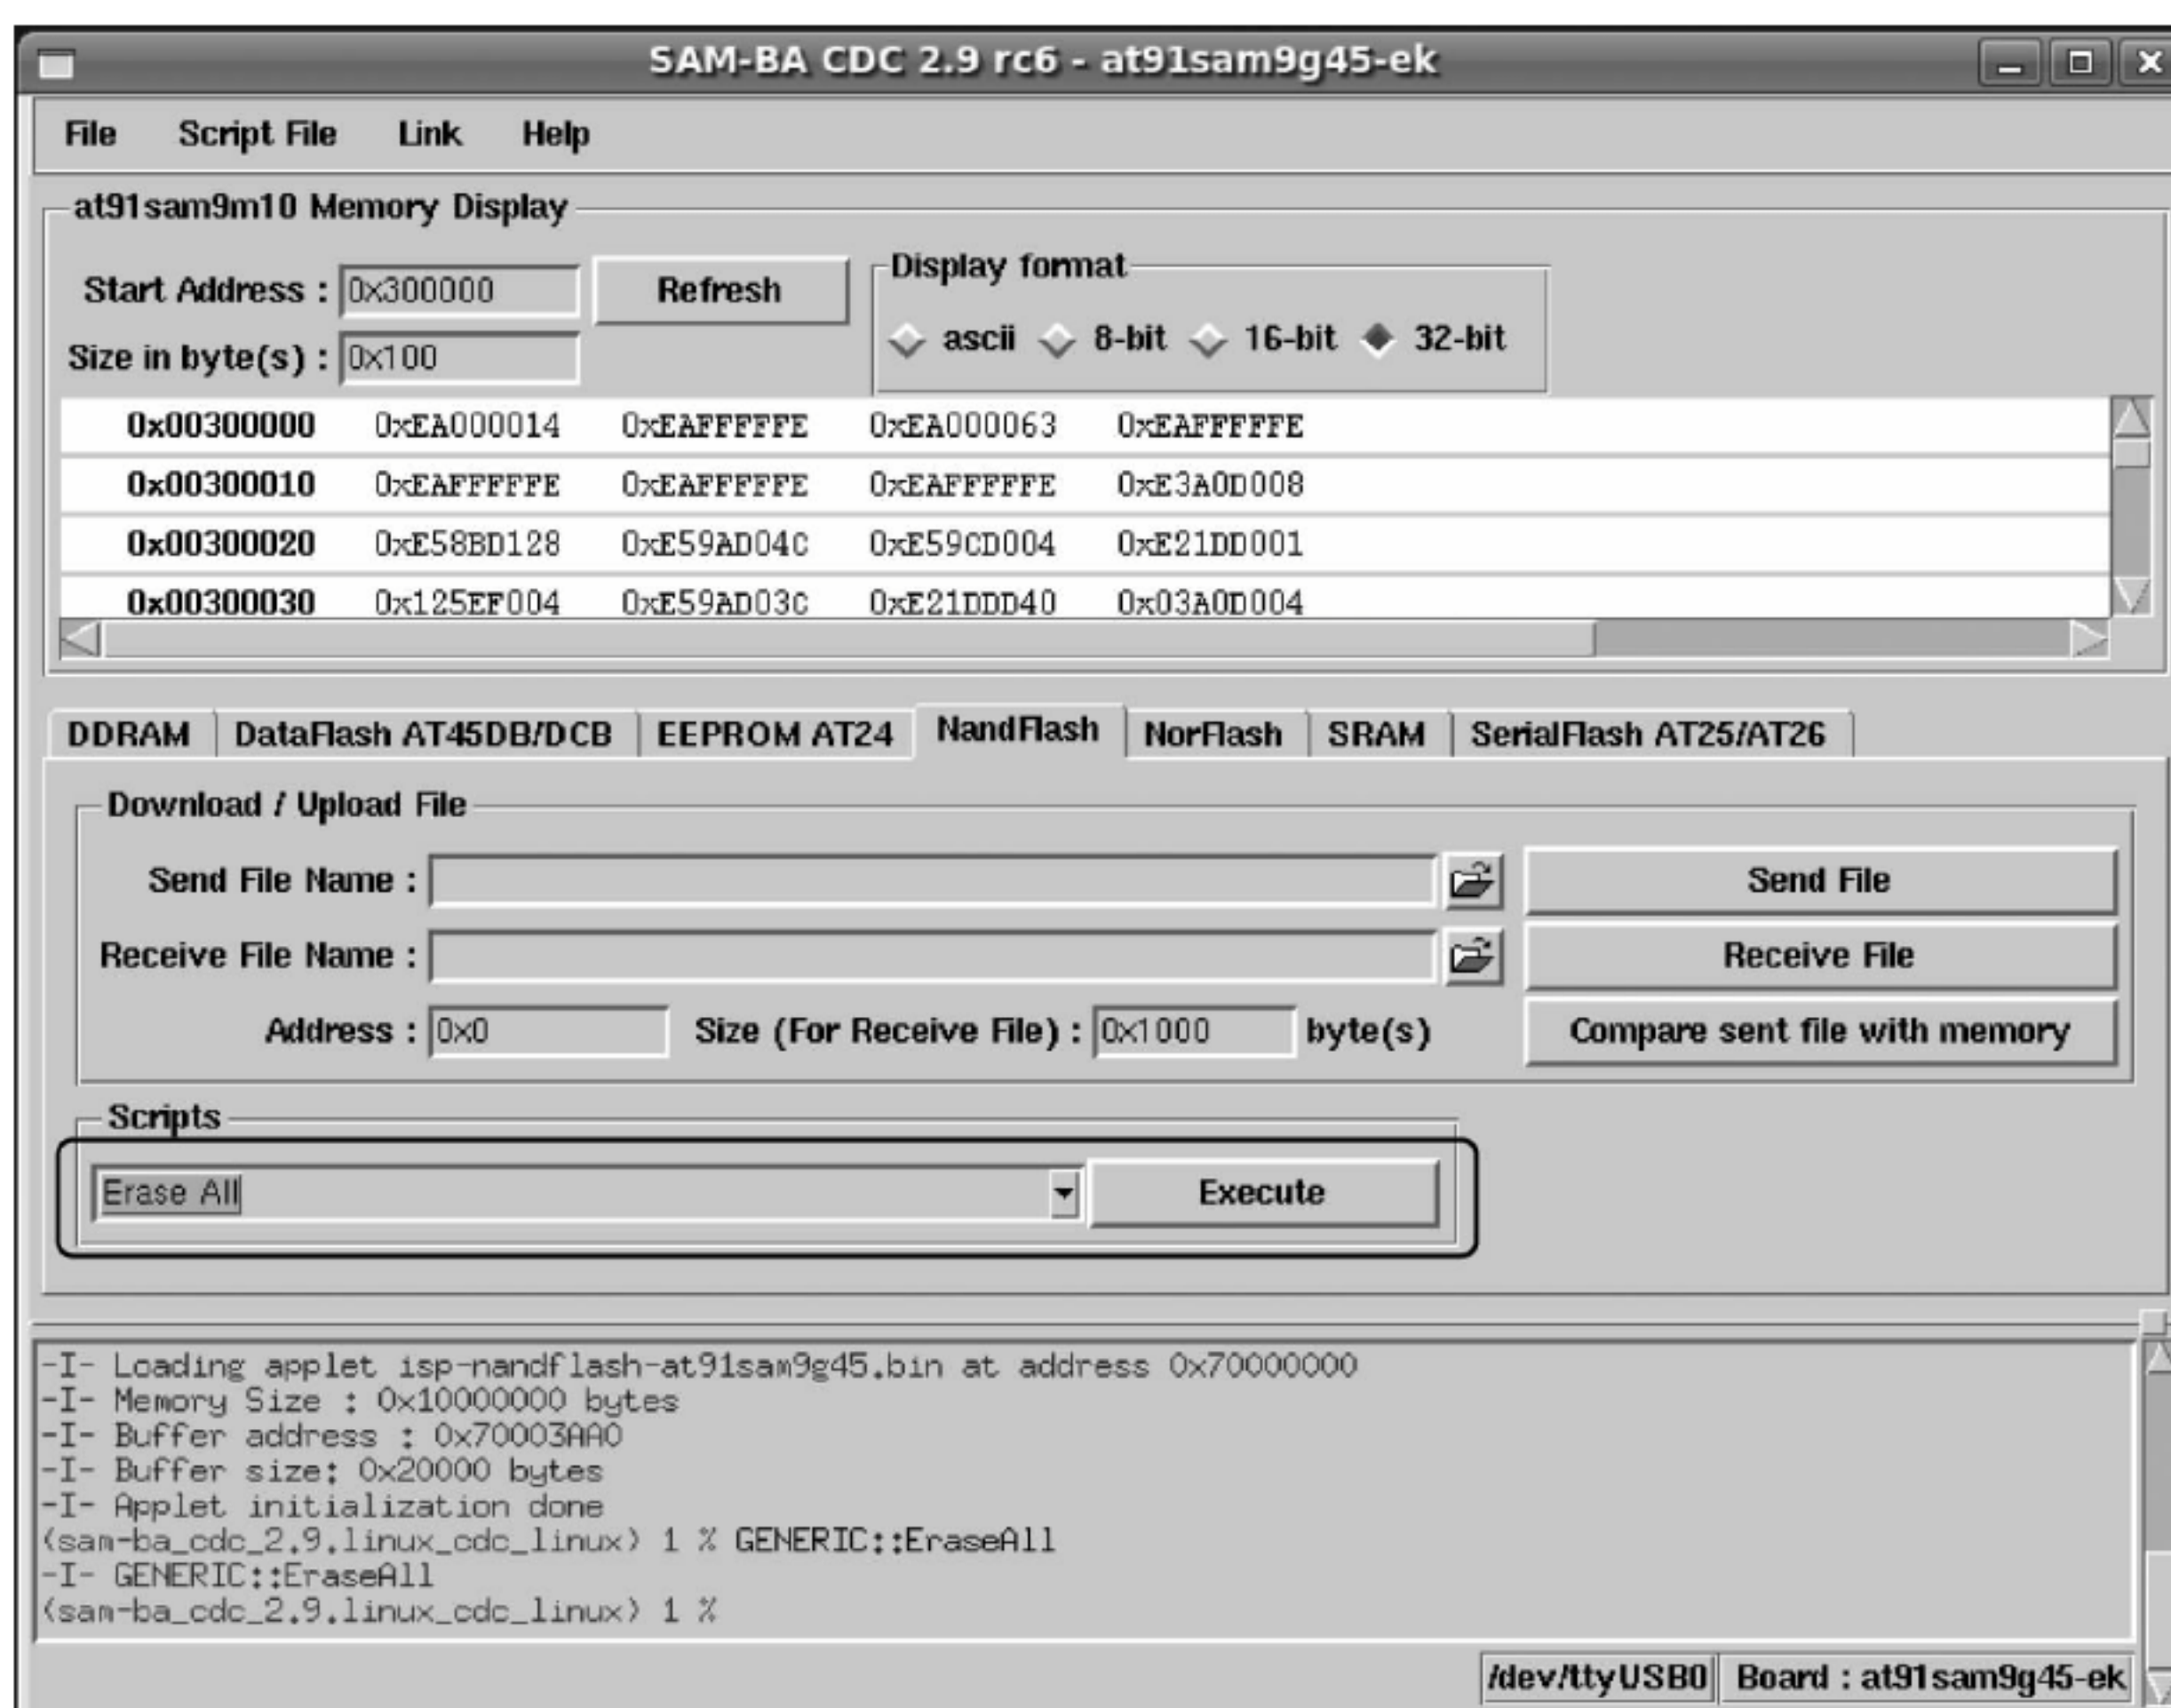 SAM-BA CDC 2.9 rc6 - at91sam9g45-ek
File Script File Link Help
at91sam9m10 Memory Display
Start Address : 0x300000 Refresh
Display format
Size in byte(s) : 0x100
ascii 8-bit 16-bit 32-bit
0x00300000 0xEA000014 0xEAFFFFFE 0xEA000063 0xEAFFFFFE
0x00300010 0xEAFFFFFE 0xEAFFFFFE 0xEAFFFFFE 0xE3A0D008
0x00300020 0xE58BD128 0xE59AD04C 0xE59CD004 0xE21DD001
0x00300030 0x125EF004 0xE59AD03C 0xE21DDD40 0x03A0D004
DDRAM DataFlash AT45DB/DCB EEPROM AT24 NandFlash NorFlash SRAM SerialFlash AT25/AT26
Download / Upload File
Send File Name : Send File
Receive File Name : Receive File
Address : 0x0 Size (For Receive File) : 0x1000 byte(s) Compare sent file with memory
Scripts
Erase All Execute
-I- Loading applet isp-nandflash-at91sam9g45.bin at address 0x70000000
-I- Memory Size : 0x10000000 bytes
-I- Buffer address : 0x70003AA0
-I- Buffer size: 0x20000 bytes
-I- Applet initialization done
(sam-ba_cdc_2.9.linux_cdc_linux) 1 % GENERIC::EraseAll
-I- GENERIC::EraseAll
(sam-ba_cdc_2.9.linux_cdc_linux) 1 %
/dev/ttyUSB0 Board : at91sam9g45-ek